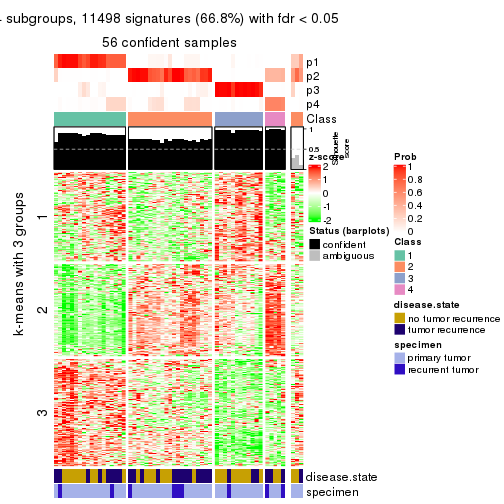 subgroups, 11498 signatures (66.8%) with fdr < 0.05
56 confident samples
p1
p2
p3
p4
Class
1
0.5
Silhouette
score
k-means with 3 groups
1
2
3
z-score
2
1
0
-1
-2
Status (barplots)
confident
ambiguous
Prob
1
0.8
0.6
0.4
0.2
0
Class
1
2
3
4
disease.state
no tumor recurrence
tumor recurrence
specimen
primary tumor
recurrent tumor
disease.state
specimen